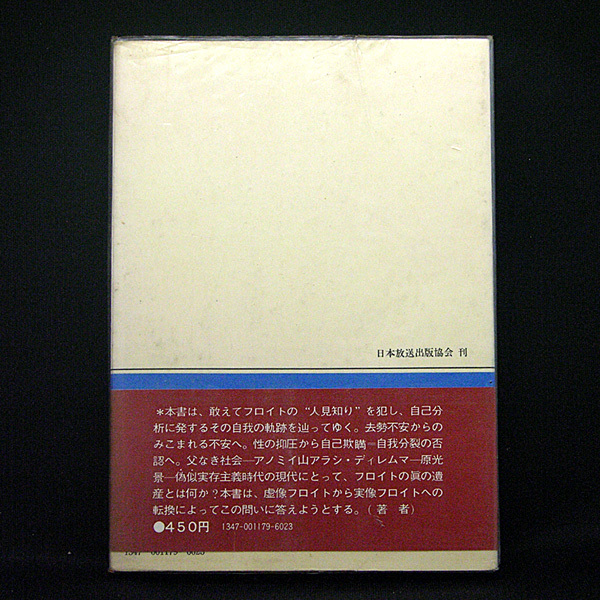 日本放送出版協会 刊
*本書は、敢えてフロイトの“人見知り”を犯し、自己分
析に発するその自我の軌跡を辿ってゆく。去勢不安からの
みこまれる不安へ。性の抑圧から自己欺瞞―自我分裂の否
認へ。父なき社会―アノミイ山アラシ・ディレムマ―原光
景―偽似実存主義時代の現代にとって、フロイトの眞の遺
産とは何か?本書は、虚像フロイトから実像フロイトへの
転換によってこの問いに答えようとする。(著 者)
●450円 1347-001179-6023
1347-001179-6023